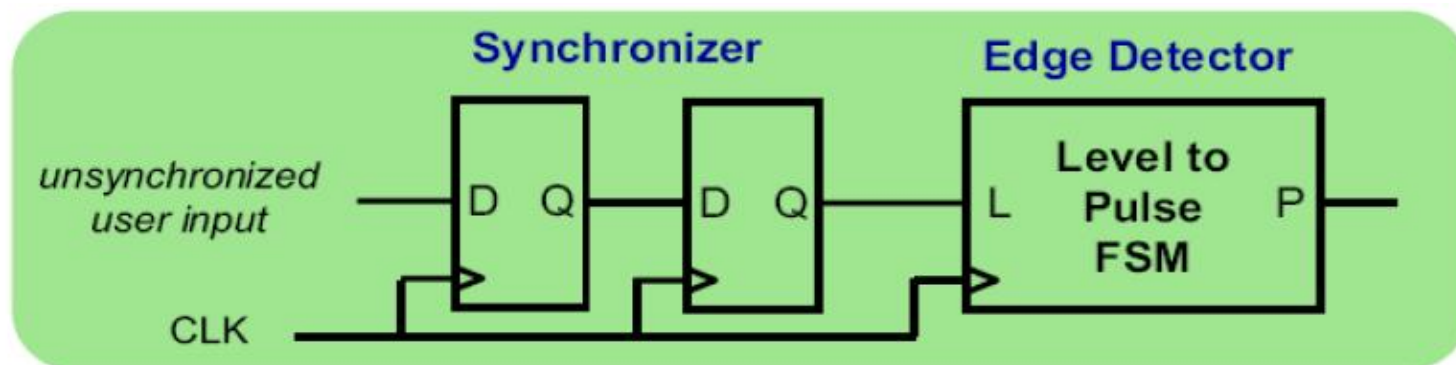 Synchronizer
Edge Detector
unsynchronized
user input
D Q
D Q
L
Level to
Pulse
FSM
P
CLK